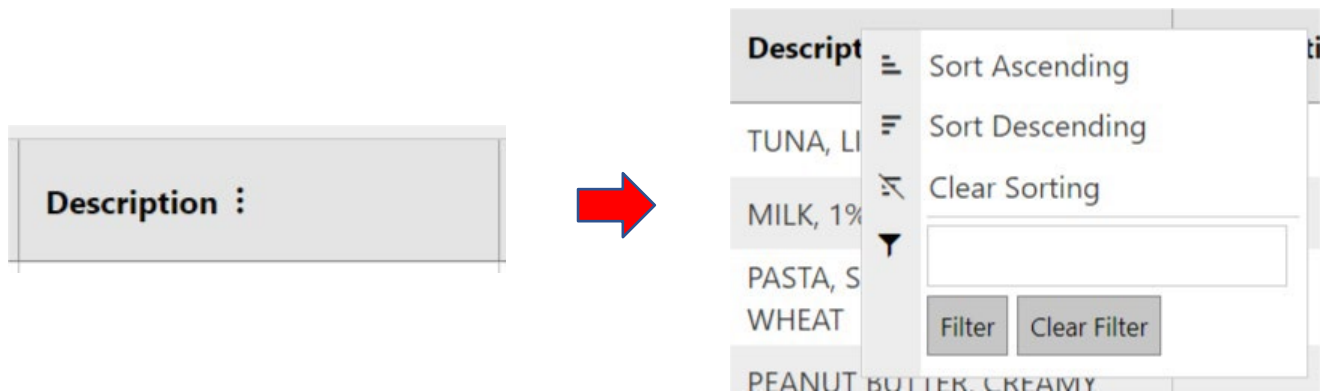 Description ⋮
Descript
Sort Ascending
TUNA, LI
Sort Descending
Clear Sorting
MILK, 1%
PASTA, S
WHEAT
Filter
Clear Filter
PEANUT BUTTER, CREAMY